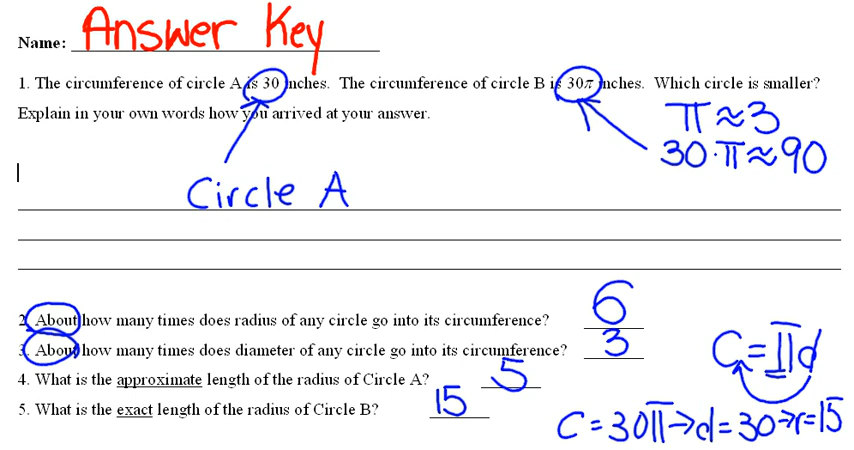 Name: Answer Key
1. The circumference of circle A is 30 inches. The circumference of circle B is 30π inches. Which circle is smaller?
Explain in your own words how you arrived at your answer.
π≈3
30·π≈90
Circle A
2. About how many times does radius of any circle go into its circumference? 6
3. About how many times does diameter of any circle go into its circumference? 3
C=πd
4. What is the approximate length of the radius of Circle A? 5
5. What is the exact length of the radius of Circle B? 15
C=30π→d=30→r=15